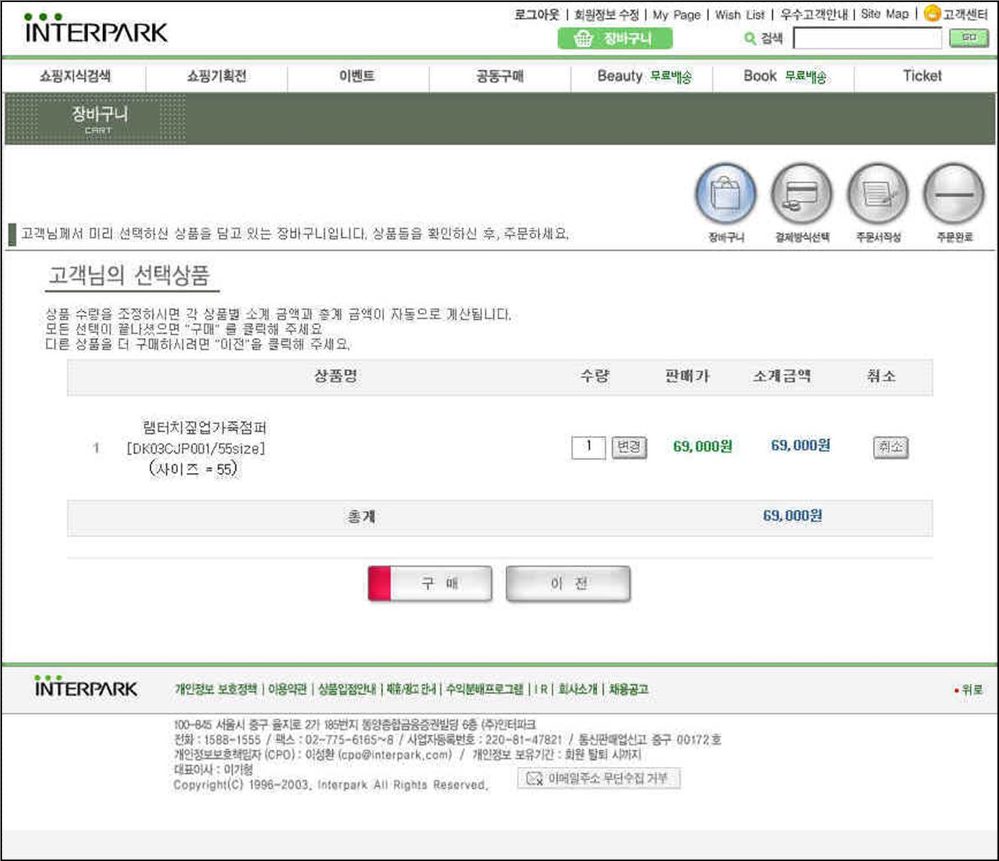 INTERPARK
로그아웃 | 회원정보 수정 | My Page | Wish List | 우수고객안내 | Site Map | 고객센터
장바구니 검색 GO
쇼핑지식검색 쇼핑기획전 이벤트 공동구매 Beauty 무료배송 Book 무료배송 Ticket
장바구니
CART
고객님께서 미리 선택하신 상품을 담고 있는 장바구니입니다. 상품들을 확인하신 후, 주문하세요.
장바구니 결제방식선택 주문서작성 주문완료
고객님의 선택상품
상품 수량을 조정하시면 각 상품별 소계 금액과 총계 금액이 자동으로 계산됩니다.
모든 선택이 끝나셨으면 "구매" 를 클릭해 주세요
다른 상품을 더 구매하시려면 "이전"을 클릭해 주세요.
상품명 수량 판매가 소계금액 취소
램터치짚업가죽점퍼
1 [DK03CJP001/55size] 1 변경 69,000원 69,000원 취소
(사이즈 = 55)
총계 69,000원
구 매 이 전
INTERPARK 개인정보 보호정책 | 이용약관 | 상품입점안내 | 제휴/광고 안내 | 수익분배프로그램 | I R | 회사소개 | 채용공고 위로
100-845 서울시 중구 을지로 2가 185번지 동양종합금융증권빌딩 6층 (주)인터파크
전화 : 1588-1555 / 팩스 : 02-775-6165~8 / 사업자등록번호 : 220-81-47821 / 통신판매업신고 중구 00172호
개인정보보호책임자 (CPO) : 이성환 (cpo@interpark.com) / 개인정보 보유기간 : 회원 탈퇴 시까지
대표이사 : 이기형
Copyright(C) 1996-2003. Interpark All Rights Reserved. 이메일주소 무단수집 거부